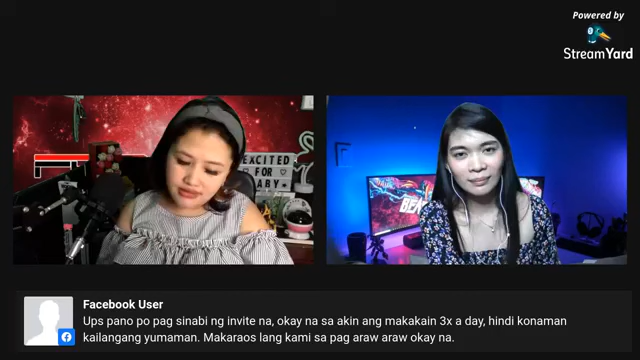 Powered by
StreamYard
EXCITED
FOR
BABY
Facebook User
Ups pano po pag sinabi ng invite na, okay na sa akin ang makakain 3x a day, hindi konaman
kailangang yumaman. Makaraos lang kami sa pag araw araw okay na.